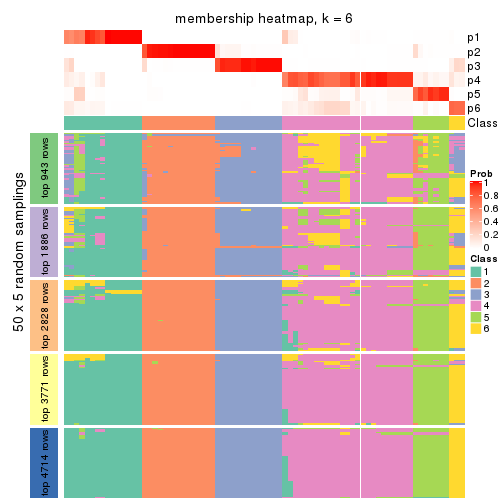 membership heatmap, k = 6
p1
p2
p3
p4
p5
p6
Class
50 x 5 random samplings
top 943 rows
top 1886 rows
top 2828 rows
top 3771 rows
top 4714 rows
Prob
1
0.8
0.6
0.4
0.2
0
Class
1
2
3
4
5
6